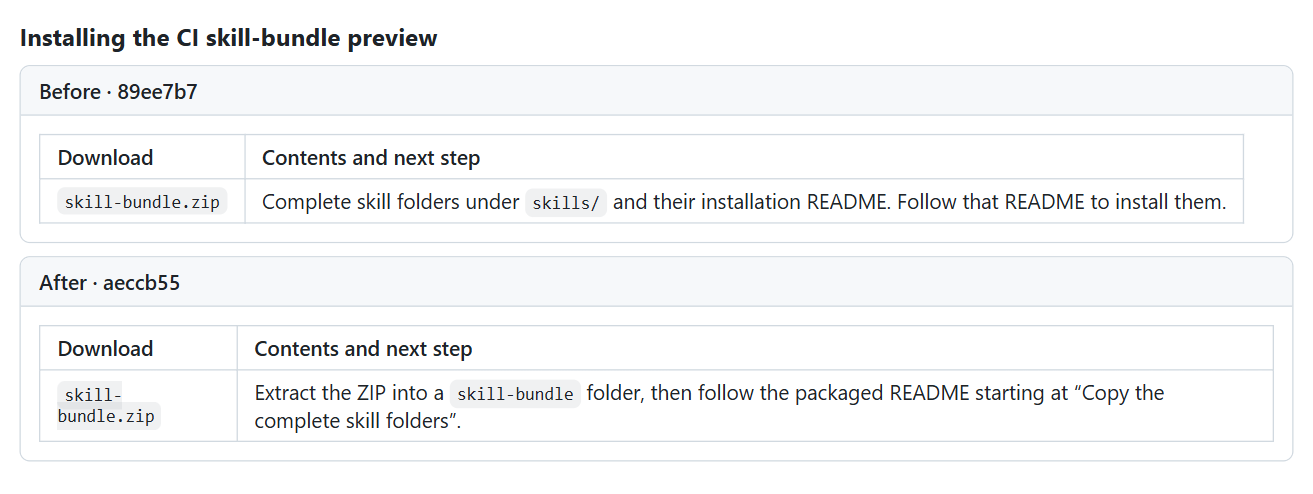 Installing the CI skill-bundle preview
Before · 89ee7b7
Download Contents and next step
skill-bundle.zip Complete skill folders under skills/ and their installation README. Follow that README to install them.
After · aeccb55
Download Contents and next step
skill- Extract the ZIP into a skill-bundle folder, then follow the packaged README starting at “Copy the
bundle.zip complete skill folders”.